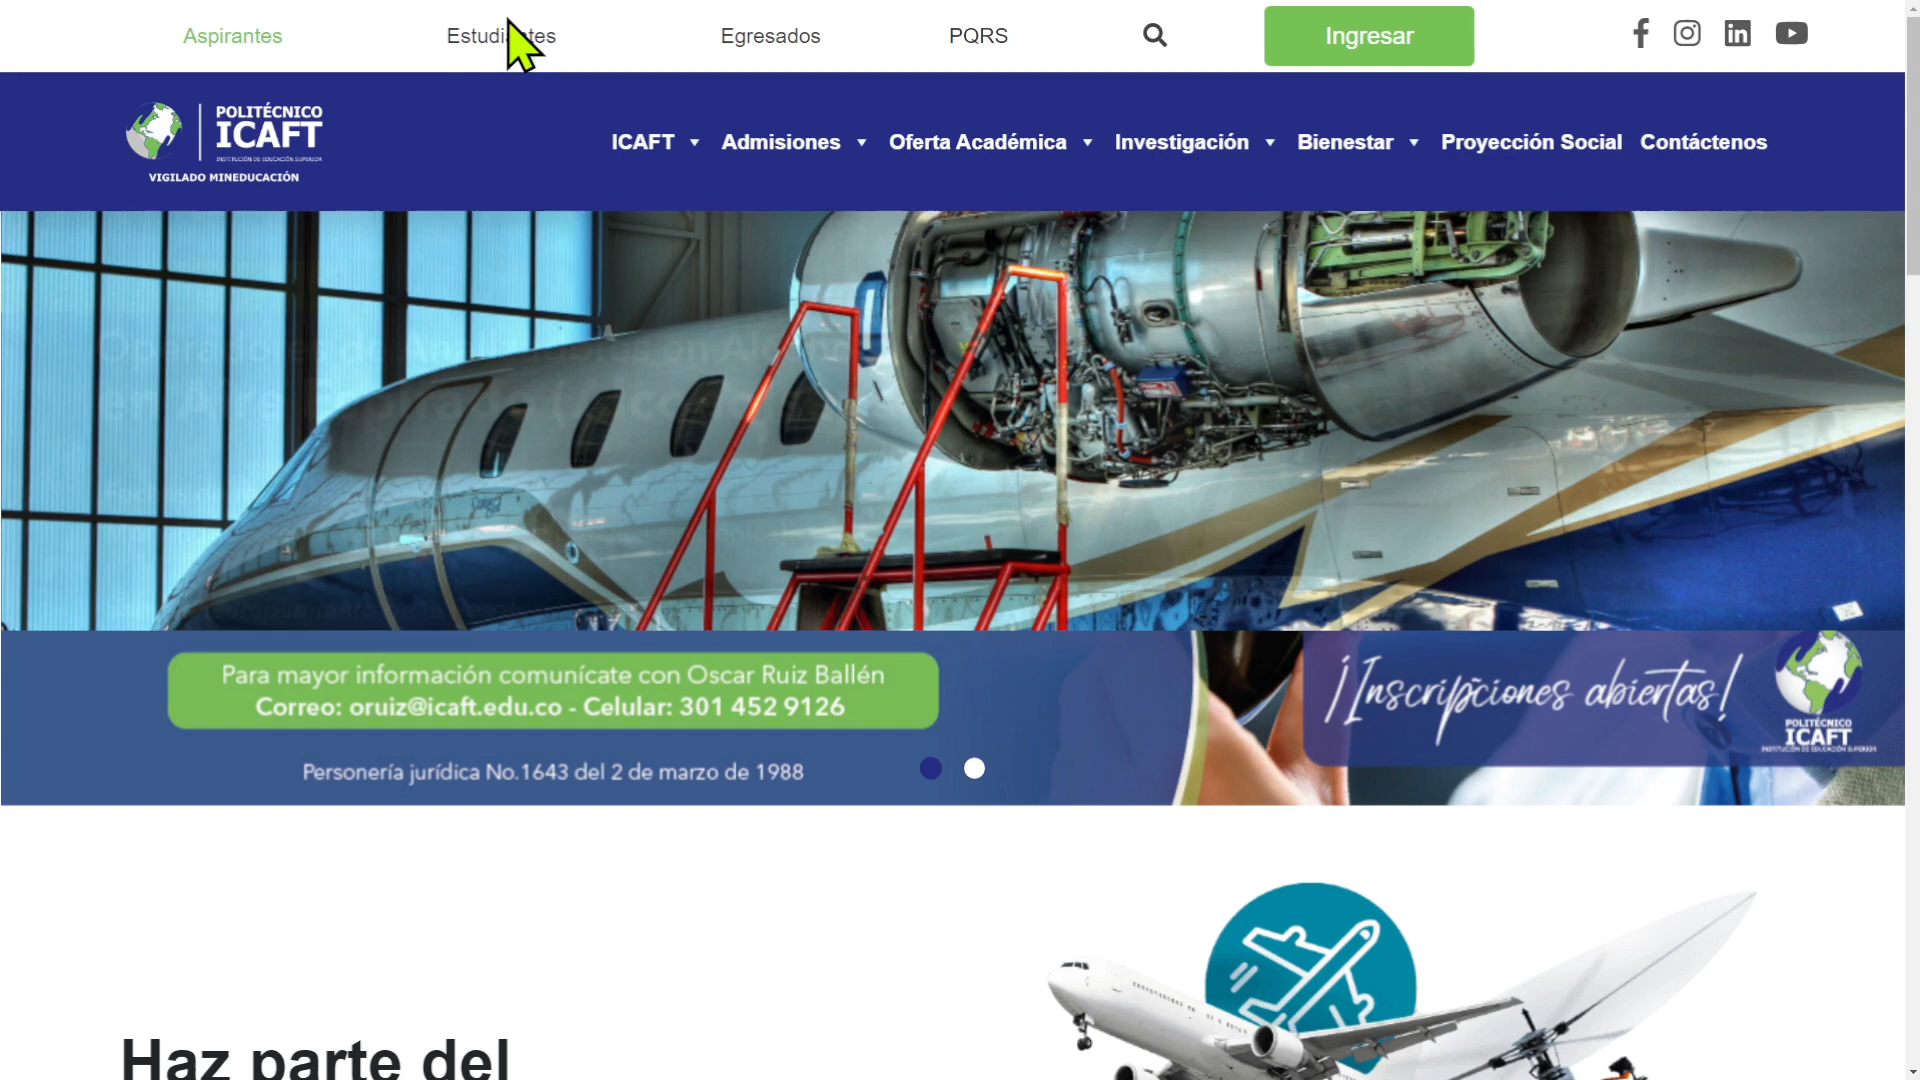 Aspirantes
Estudiantes
Egresados
PQRS
Ingresar
POLITÉCNICO
ICAFT
INSTITUCIÓN DE EDUCACIÓN SUPERIOR
VIGILADO MINEDUCACIÓN
ICAFT
Admisiones
Oferta Académica
Investigación
Bienestar
Proyección Social
Contáctenos
Para mayor información comunícate con Oscar Ruiz Ballén
Correo: oruiz@icaft.edu.co - Celular: 301 452 9126
Personería jurídica No.1643 del 2 de marzo de 1988
¡Inscripciones abiertas!
POLITÉCNICO
ICAFT
INSTITUCIÓN DE EDUCACIÓN SUPERIOR
Haz parte del